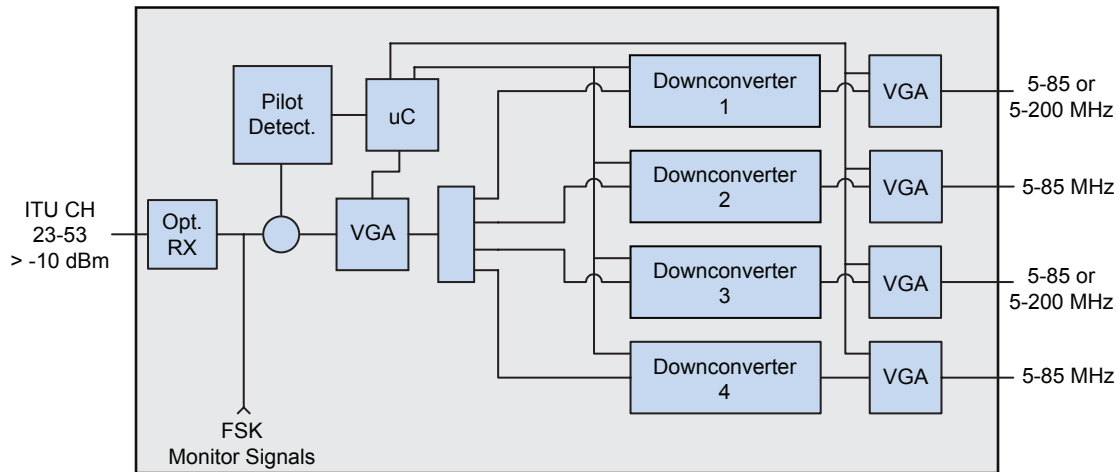 ITU CH
23-53
> -10 dBm
Opt.
RX
Pilot
Detect.
uC
VGA
FSK
Monitor Signals
Downconverter
1
VGA
5-85 or
5-200 MHz
Downconverter
2
VGA
5-85 MHz
Downconverter
3
VGA
5-85 or
5-200 MHz
Downconverter
4
VGA
5-85 MHz